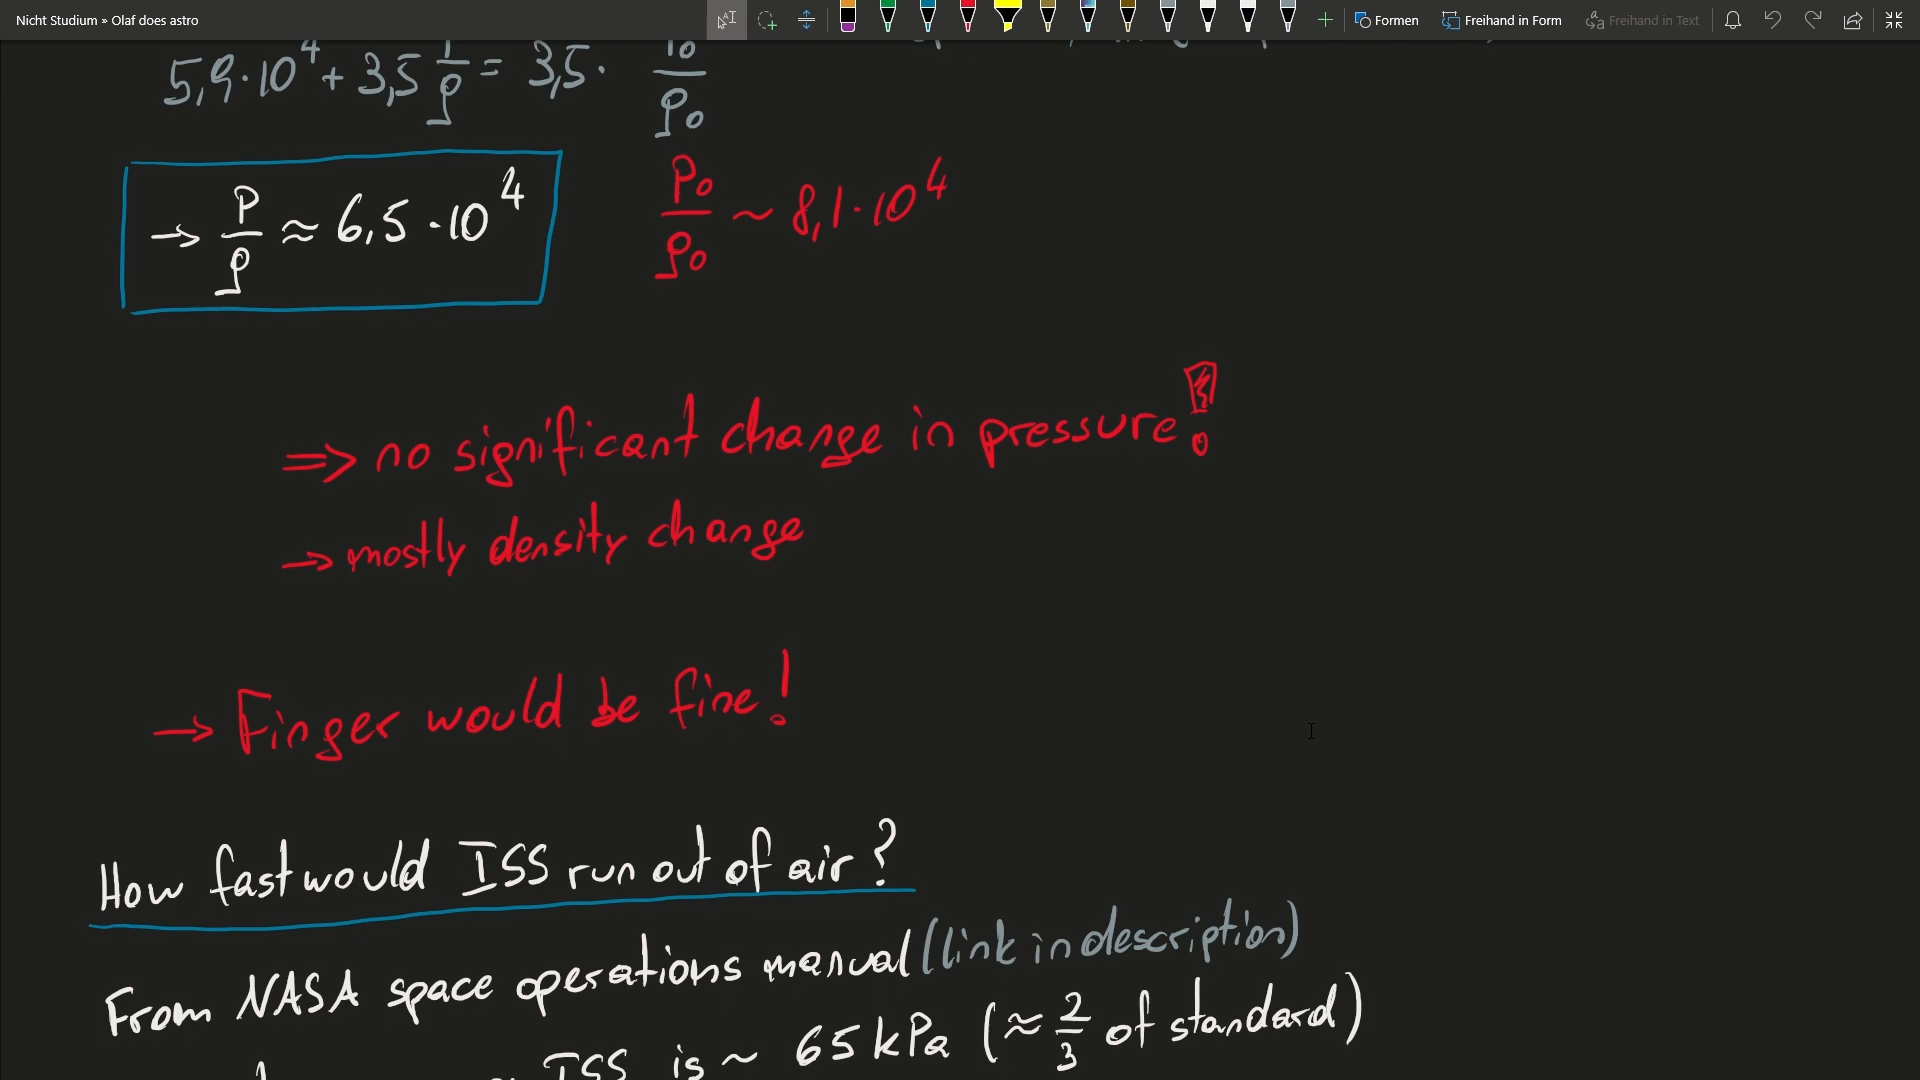 Nicht Studium » Olaf does astro
Formen
Freihand in Form
Freihand in Text
5,9·10⁴ + 3,5 1/ρ = 3,5· /ρ₀
→ P/ρ ≈ 6,5·10⁴
P₀/ρ₀ ~ 8,1·10⁴
⇒ no significant change in pressure!
→ mostly density change
→ Finger would be fine!
How fast would ISS run out of air?
From NASA space operations manual (link in description)
ISS is ~ 65 kPa (≈ 2/3 of standard)